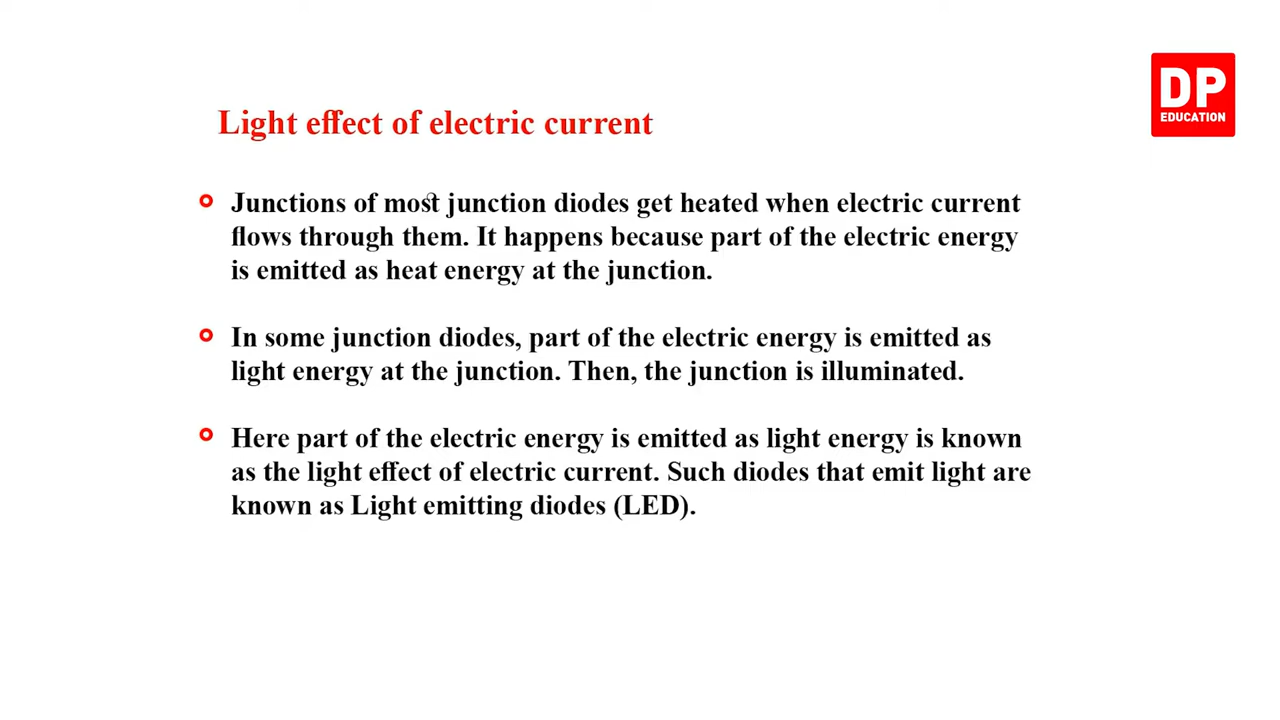 DP
EDUCATION
Light effect of electric current
Junctions of most junction diodes get heated when electric current
flows through them. It happens because part of the electric energy
is emitted as heat energy at the junction.
In some junction diodes, part of the electric energy is emitted as
light energy at the junction. Then, the junction is illuminated.
Here part of the electric energy is emitted as light energy is known
as the light effect of electric current. Such diodes that emit light are
known as Light emitting diodes (LED).